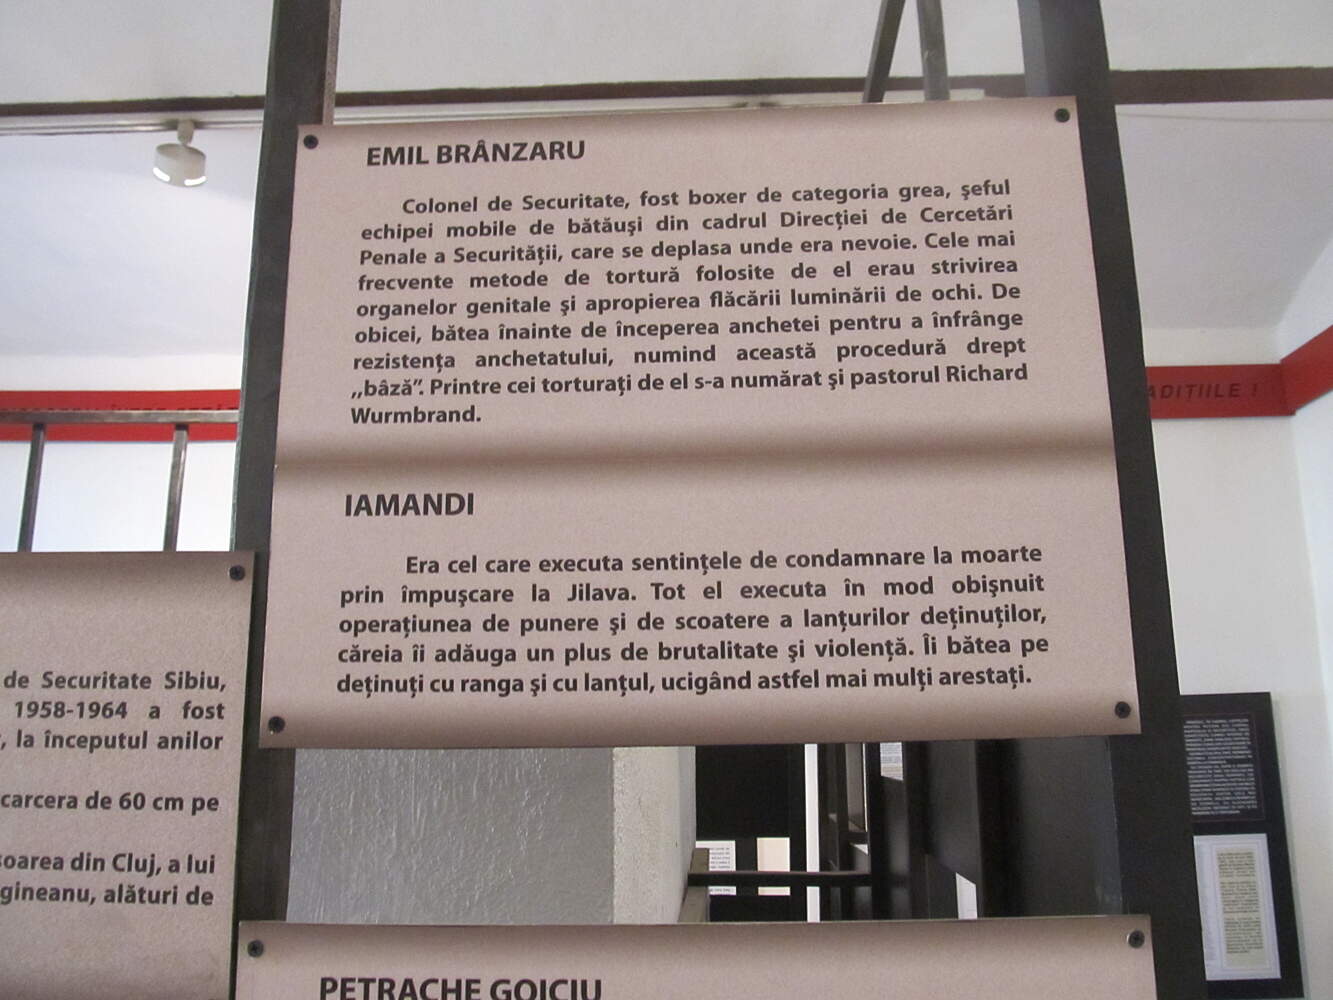 EMIL BRÂNZARU
Colonel de Securitate, fost boxer de categoria grea, şeful
echipei mobile de bătăuşi din cadrul Direcţiei de Cercetări
Penale a Securităţii, care se deplasa unde era nevoie. Cele mai
frecvente metode de tortură folosite de el erau strivirea
organelor genitale şi apropierea flăcării luminării de ochi. De
obicei, bătea înainte de începerea anchetei pentru a înfrânge
rezistenţa anchetatului, numind această procedură drept
,,bâză”. Printre cei torturaţi de el s-a numărat şi pastorul Richard
Wurmbrand.
IAMANDI
Era cel care executa sentinţele de condamnare la moarte
prin împuşcare la Jilava. Tot el executa în mod obişnuit
operaţiunea de punere şi de scoatere a lanţurilor deţinuţilor,
căreia îi adăuga un plus de brutalitate şi violenţă. Îi bătea pe
deţinuţi cu ranga şi cu lanţul, ucigând astfel mai mulţi arestaţi.
de Securitate Sibiu,
1958-1964 a fost
, la începutul anilor
carcera de 60 cm pe
soarea din Cluj, a lui
gineanu, alături de
PETRACHE GOICIU
ADIŢIILE !